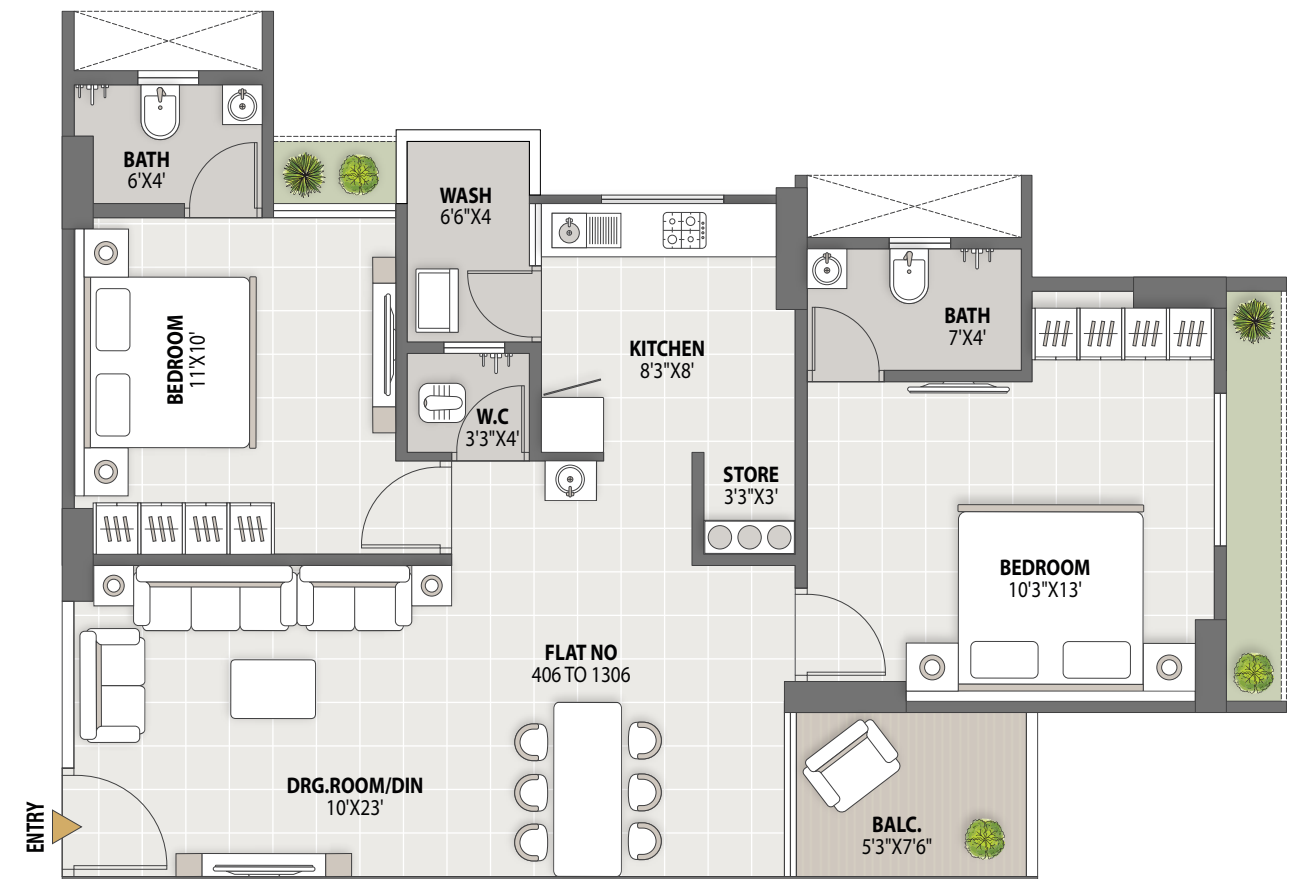 BATH
6'X4'
WASH
6'6"X4
BEDROOM
11'X10'
KITCHEN
8'3"X8'
BATH
7'X4'
W.C
3'3"X4'
STORE
3'3"X3'
BEDROOM
10'3"X13'
FLAT NO
406 TO 1306
DRG.ROOM/DIN
10'X23'
ENTRY
BALC.
5'3"X7'6"